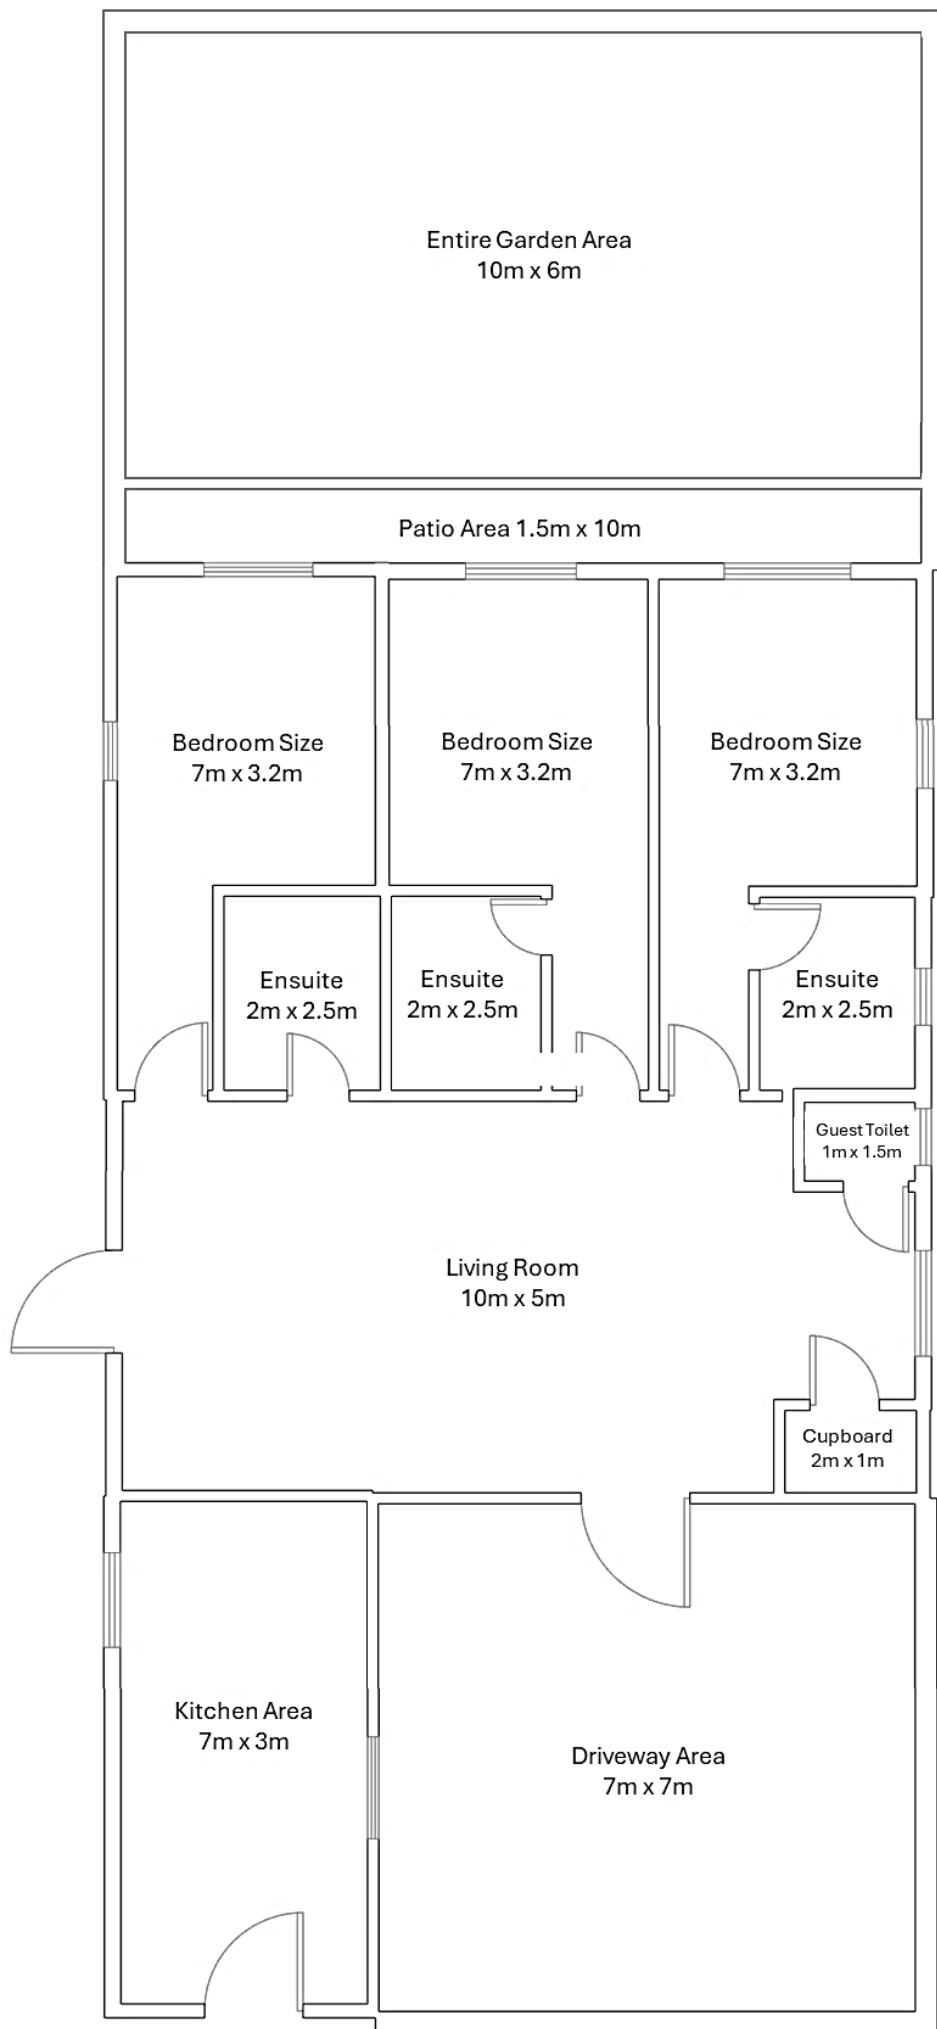 Entire Garden Area
10m x 6m
Patio Area 1.5m x 10m
Bedroom Size
7m x 3.2m
Bedroom Size
7m x 3.2m
Bedroom Size
7m x 3.2m
Ensuite
2m x 2.5m
Ensuite
2m x 2.5m
Ensuite
2m x 2.5m
Guest Toilet
1m x 1.5m
Living Room
10m x 5m
Cupboard
2m x 1m
Kitchen Area
7m x 3m
Driveway Area
7m x 7m